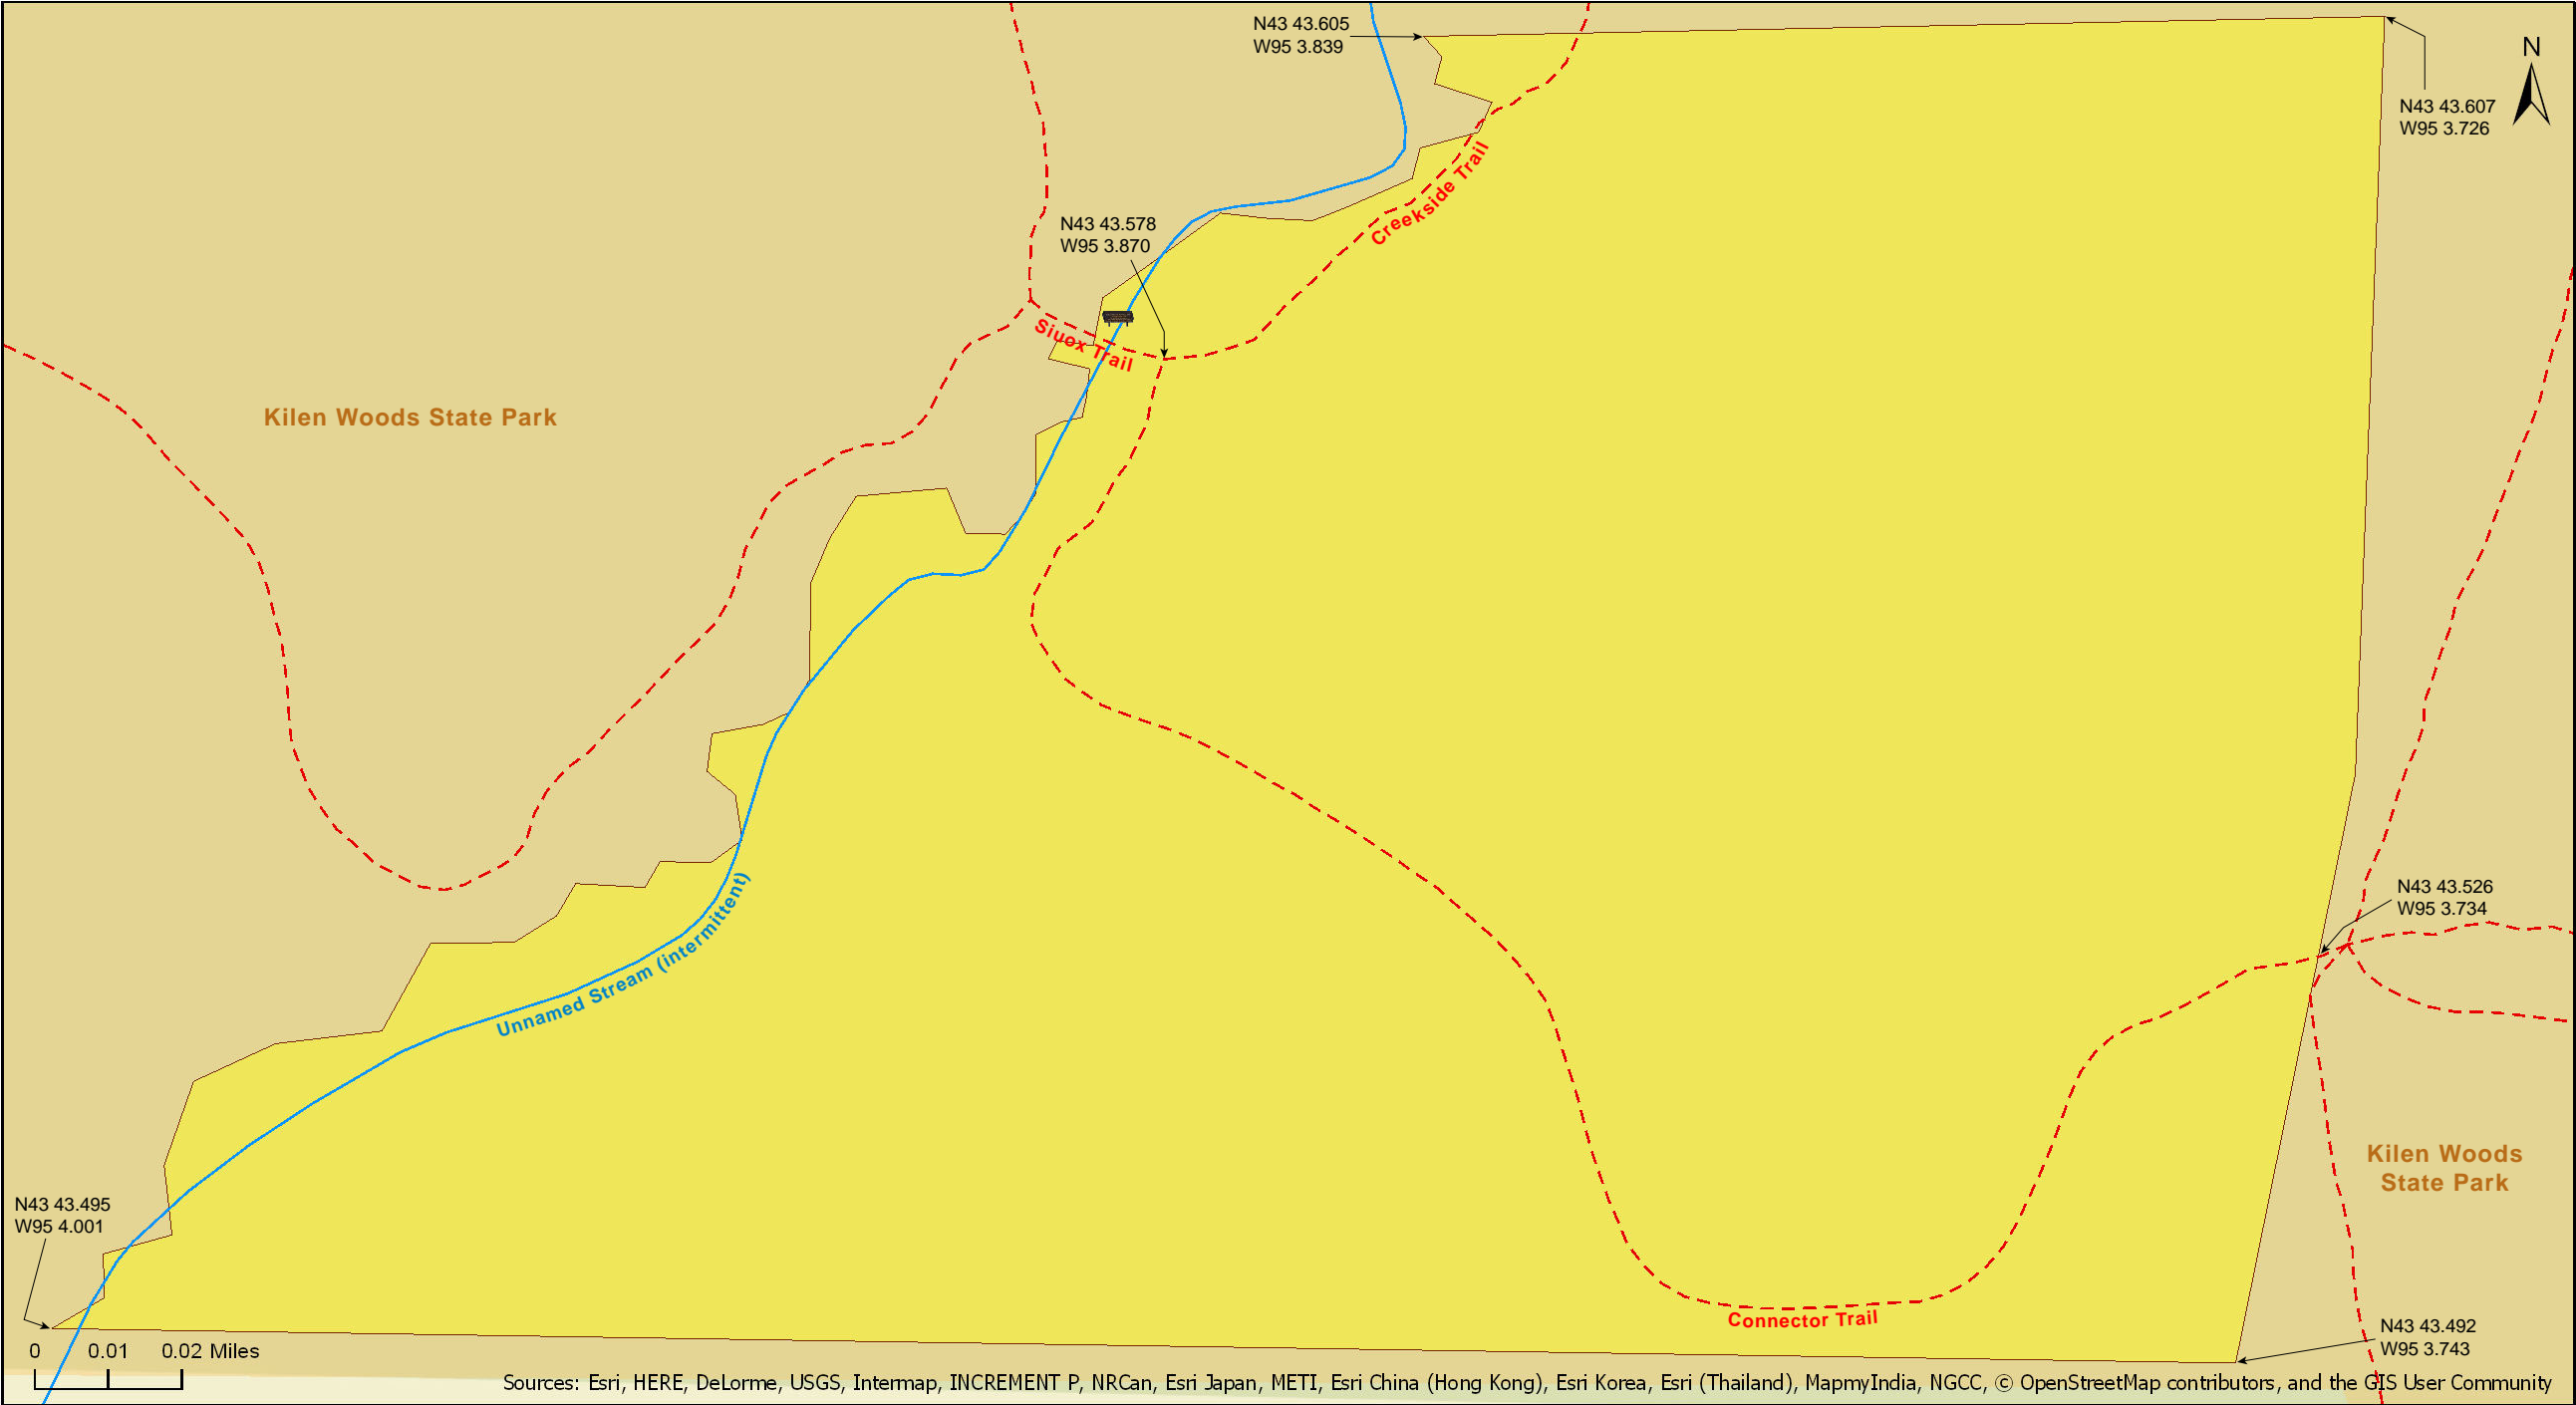 N43 43.605
W95 3.839
N
N43 43.607
W95 3.726
Creekside Trail
N43 43.578
W95 3.870
Siuox Trail
Kilen Woods State Park
N43 43.526
W95 3.734
Unnamed Stream (intermittent)
Kilen Woods
State Park
N43 43.495
W95 4.001
Connector Trail
N43 43.492
W95 3.743
0 0.01 0.02 Miles
Sources: Esri, HERE, DeLorme, USGS, Intermap, INCREMENT P, NRCan, Esri Japan, METI, Esri China (Hong Kong), Esri Korea, Esri (Thailand), MapmyIndia, NGCC, © OpenStreetMap contributors, and the GIS User Community